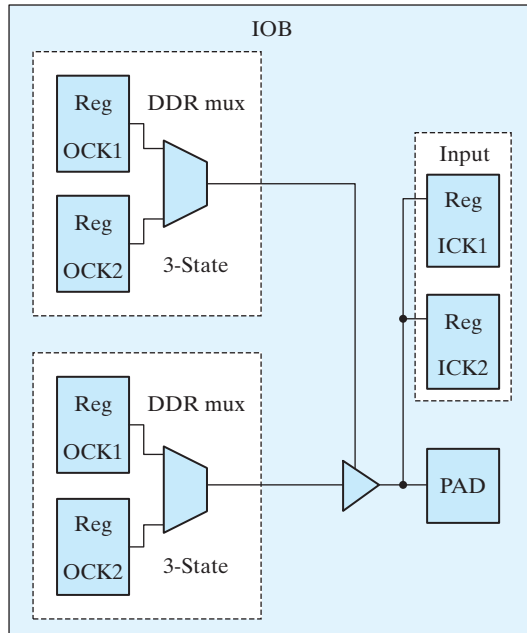 IOB
Reg
OCK1
DDR mux
Reg
OCK2
3-State
Input
Reg
ICK1
Reg
ICK2
Reg
OCK1
DDR mux
Reg
OCK2
3-State
PAD